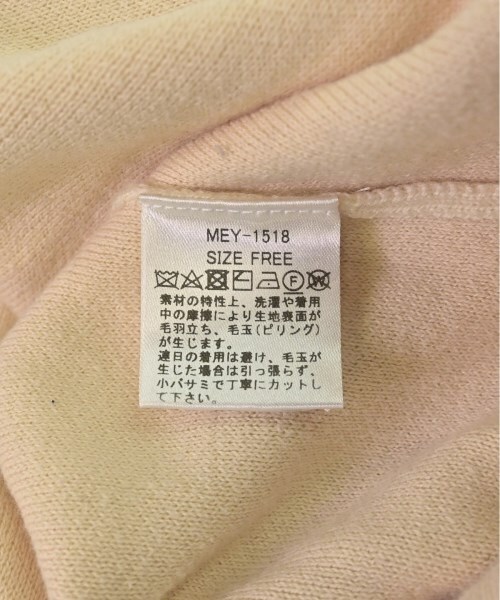 MEY-1518
SIZE FREE
素材の特性上、洗濯や着用
中の摩擦により生地表面が
毛羽立ち、毛玉(ピリング)
が生じます。
連日の着用は避け、毛玉が
生じた場合は引っ張らず、
小バサミで丁寧にカットし
て下さい。